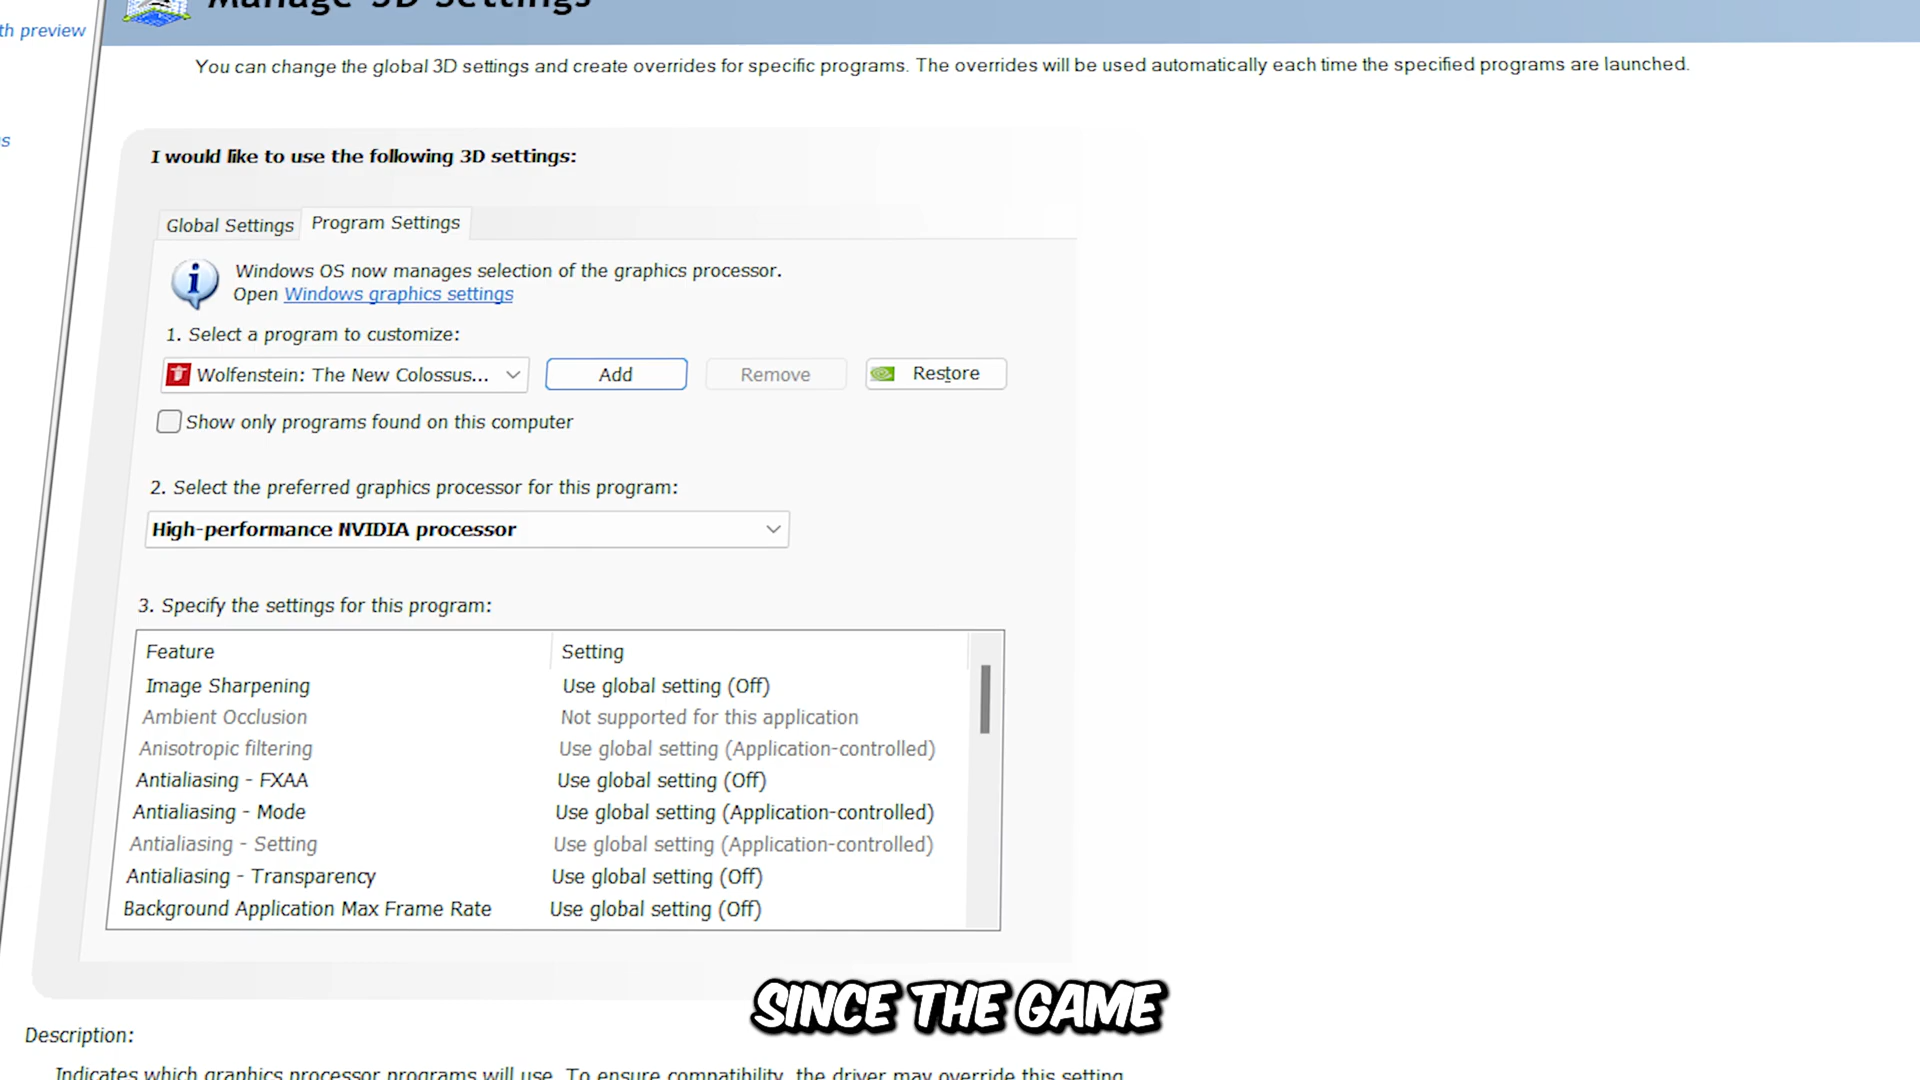 Manage 3D Settings
th preview
You can change the global 3D settings and create overrides for specific programs. The overrides will be used automatically each time the specified programs are launched.
s
I would like to use the following 3D settings:
Global Settings
Program Settings
Windows OS now manages selection of the graphics processor.
Open Windows graphics settings
1. Select a program to customize:
Wolfenstein: The New Colossus...
Add
Remove
Restore
Show only programs found on this computer
2. Select the preferred graphics processor for this program:
High-performance NVIDIA processor
3. Specify the settings for this program:
Feature Setting
Image Sharpening Use global setting (Off)
Ambient Occlusion Not supported for this application
Anisotropic filtering Use global setting (Application-controlled)
Antialiasing - FXAA Use global setting (Off)
Antialiasing - Mode Use global setting (Application-controlled)
Antialiasing - Setting Use global setting (Application-controlled)
Antialiasing - Transparency Use global setting (Off)
Background Application Max Frame Rate Use global setting (Off)
SINCE THE GAME
Description:
Indicates which graphics processor programs will use. To ensure compatibility, the driver may override this setting.